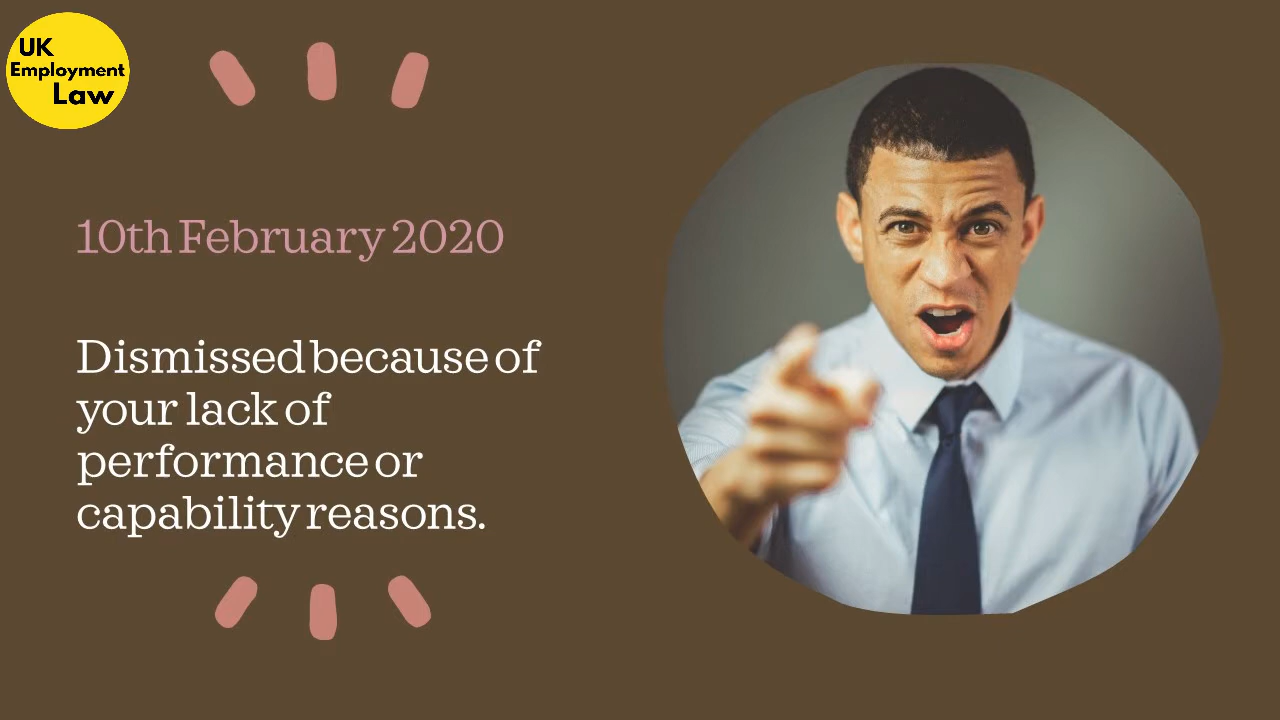 UK
Employment
Law
10th February 2020
Dismissed because of
your lack of
performance or
capability reasons.